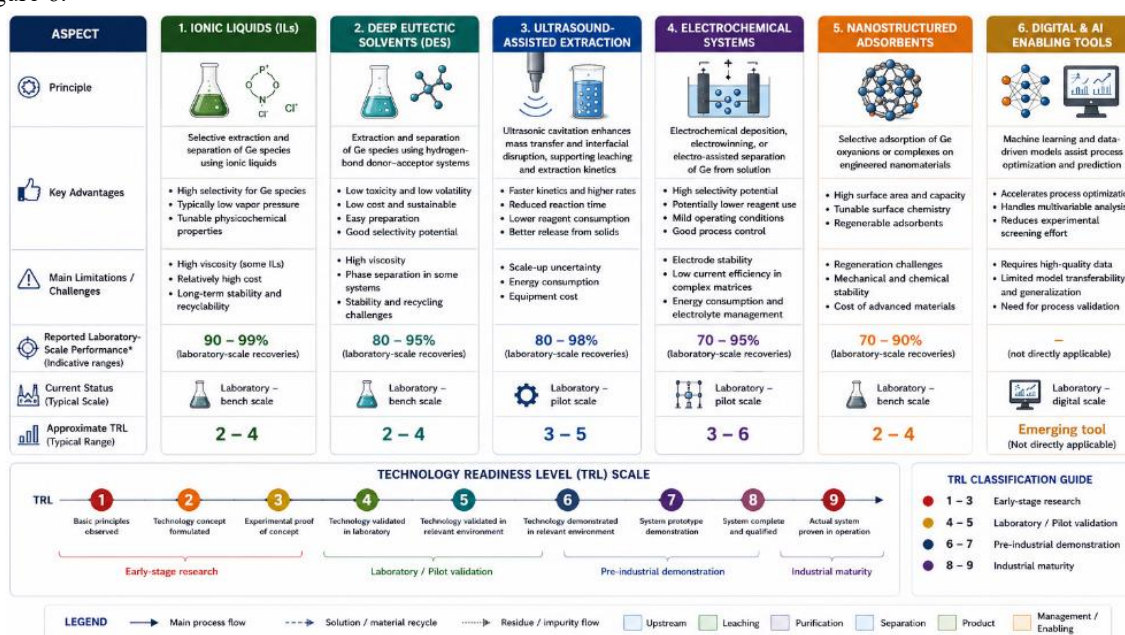 gure 8.
ASPECT
1. IONIC LIQUIDS (ILs)
2. DEEP EUTECTIC
SOLVENTS (DES)
3. ULTRASOUND-
ASSISTED EXTRACTION
4. ELECTROCHEMICAL
SYSTEMS
5. NANOSTRUCTURED
ADSORBENTS
6. DIGITAL & AI
ENABLING TOOLS
Principle
P+
N
Cl-
Cl-
Selective extraction and
separation of Ge species
using ionic liquids
Extraction and separation
of Ge species using hydrogen-
bond donor–acceptor systems
Ultrasonic cavitation enhances
mass transfer and interfacial
disruption, supporting leaching
and extraction kinetics
+
Electrochemical deposition,
electrowinning, or
electro-assisted separation
of Ge from solution
Selective adsorption of Ge
oxyanions or complexes on
engineered nanomaterials
Machine learning and data-
driven models assist process
optimization and prediction
Key Advantages
• High selectivity for Ge species
• Typically low vapor pressure
• Tunable physicochemical
properties
• Low toxicity and low volatility
• Low cost and sustainable
• Easy preparation
• Good selectivity potential
• Faster kinetics and higher rates
• Reduced reaction time
• Lower reagent consumption
• Better release from solids
• High selectivity potential
• Potentially lower reagent use
• Mild operating conditions
• Good process control
• High surface area and capacity
• Tunable surface chemistry
• Regenerable adsorbents
• Accelerates process optimizatio
• Handles multivariable analysis
• Reduces experimental
screening effort
Main Limitations /
Challenges
• High viscosity (some ILs)
• Relatively high cost
• Long-term stability and
recyclability
• High viscosity
• Phase separation in some
systems
• Stability and recycling
challenges
• Scale-up uncertainty
• Energy consumption
• Equipment cost
• Electrode stability
• Low current efficiency in
complex matrices
• Energy consumption and
electrolyte management
• Regeneration challenges
• Mechanical and chemical
stability
• Cost of advanced materials
• Requires high-quality data
• Limited model transferability
and generalization
• Need for process validation
Reported Laboratory-
Scale Performance*
(Indicative ranges)
90 – 99%
(laboratory-scale recoveries)
80 – 95%
(laboratory-scale recoveries)
80 – 98%
(laboratory-scale recoveries)
70 – 95%
(laboratory-scale recoveries)
70 – 90%
(laboratory-scale recoveries)
–
(not directly applicable)
Current Status
(Typical Scale)
Laboratory –
bench scale
Laboratory –
bench scale
Laboratory –
pilot scale
Laboratory –
pilot scale
Laboratory –
bench scale
Laboratory –
digital scale
Approximate TRL
(Typical Range)
2 – 4
2 – 4
3 – 5
3 – 6
2 – 4
Emerging tool
(Not directly applicable)
TECHNOLOGY READINESS LEVEL (TRL) SCALE
TRL
1
2
3
4
5
6
7
8
9
Basic principles
observed
Technology concept
formulated
Experimental proof
of concept
Technology validated
in laboratory
Technology validated in
relevant environment
Technology demonstrated
in relevant environment
System prototype
demonstration
System complete
and qualified
Actual system
proven in operation
Early-stage research
Laboratory / Pilot validation
Pre-industrial demonstration
Industrial maturity
TRL CLASSIFICATION GUIDE
1 – 3 Early-stage research
4 – 5 Laboratory / Pilot validation
6 – 7 Pre-industrial demonstration
8 – 9 Industrial maturity
LEGEND
Main process flow
Solution / material recycle
Residue / impurity flow
Upstream
Leaching
Purification
Separation
Product
Management /
Enabling